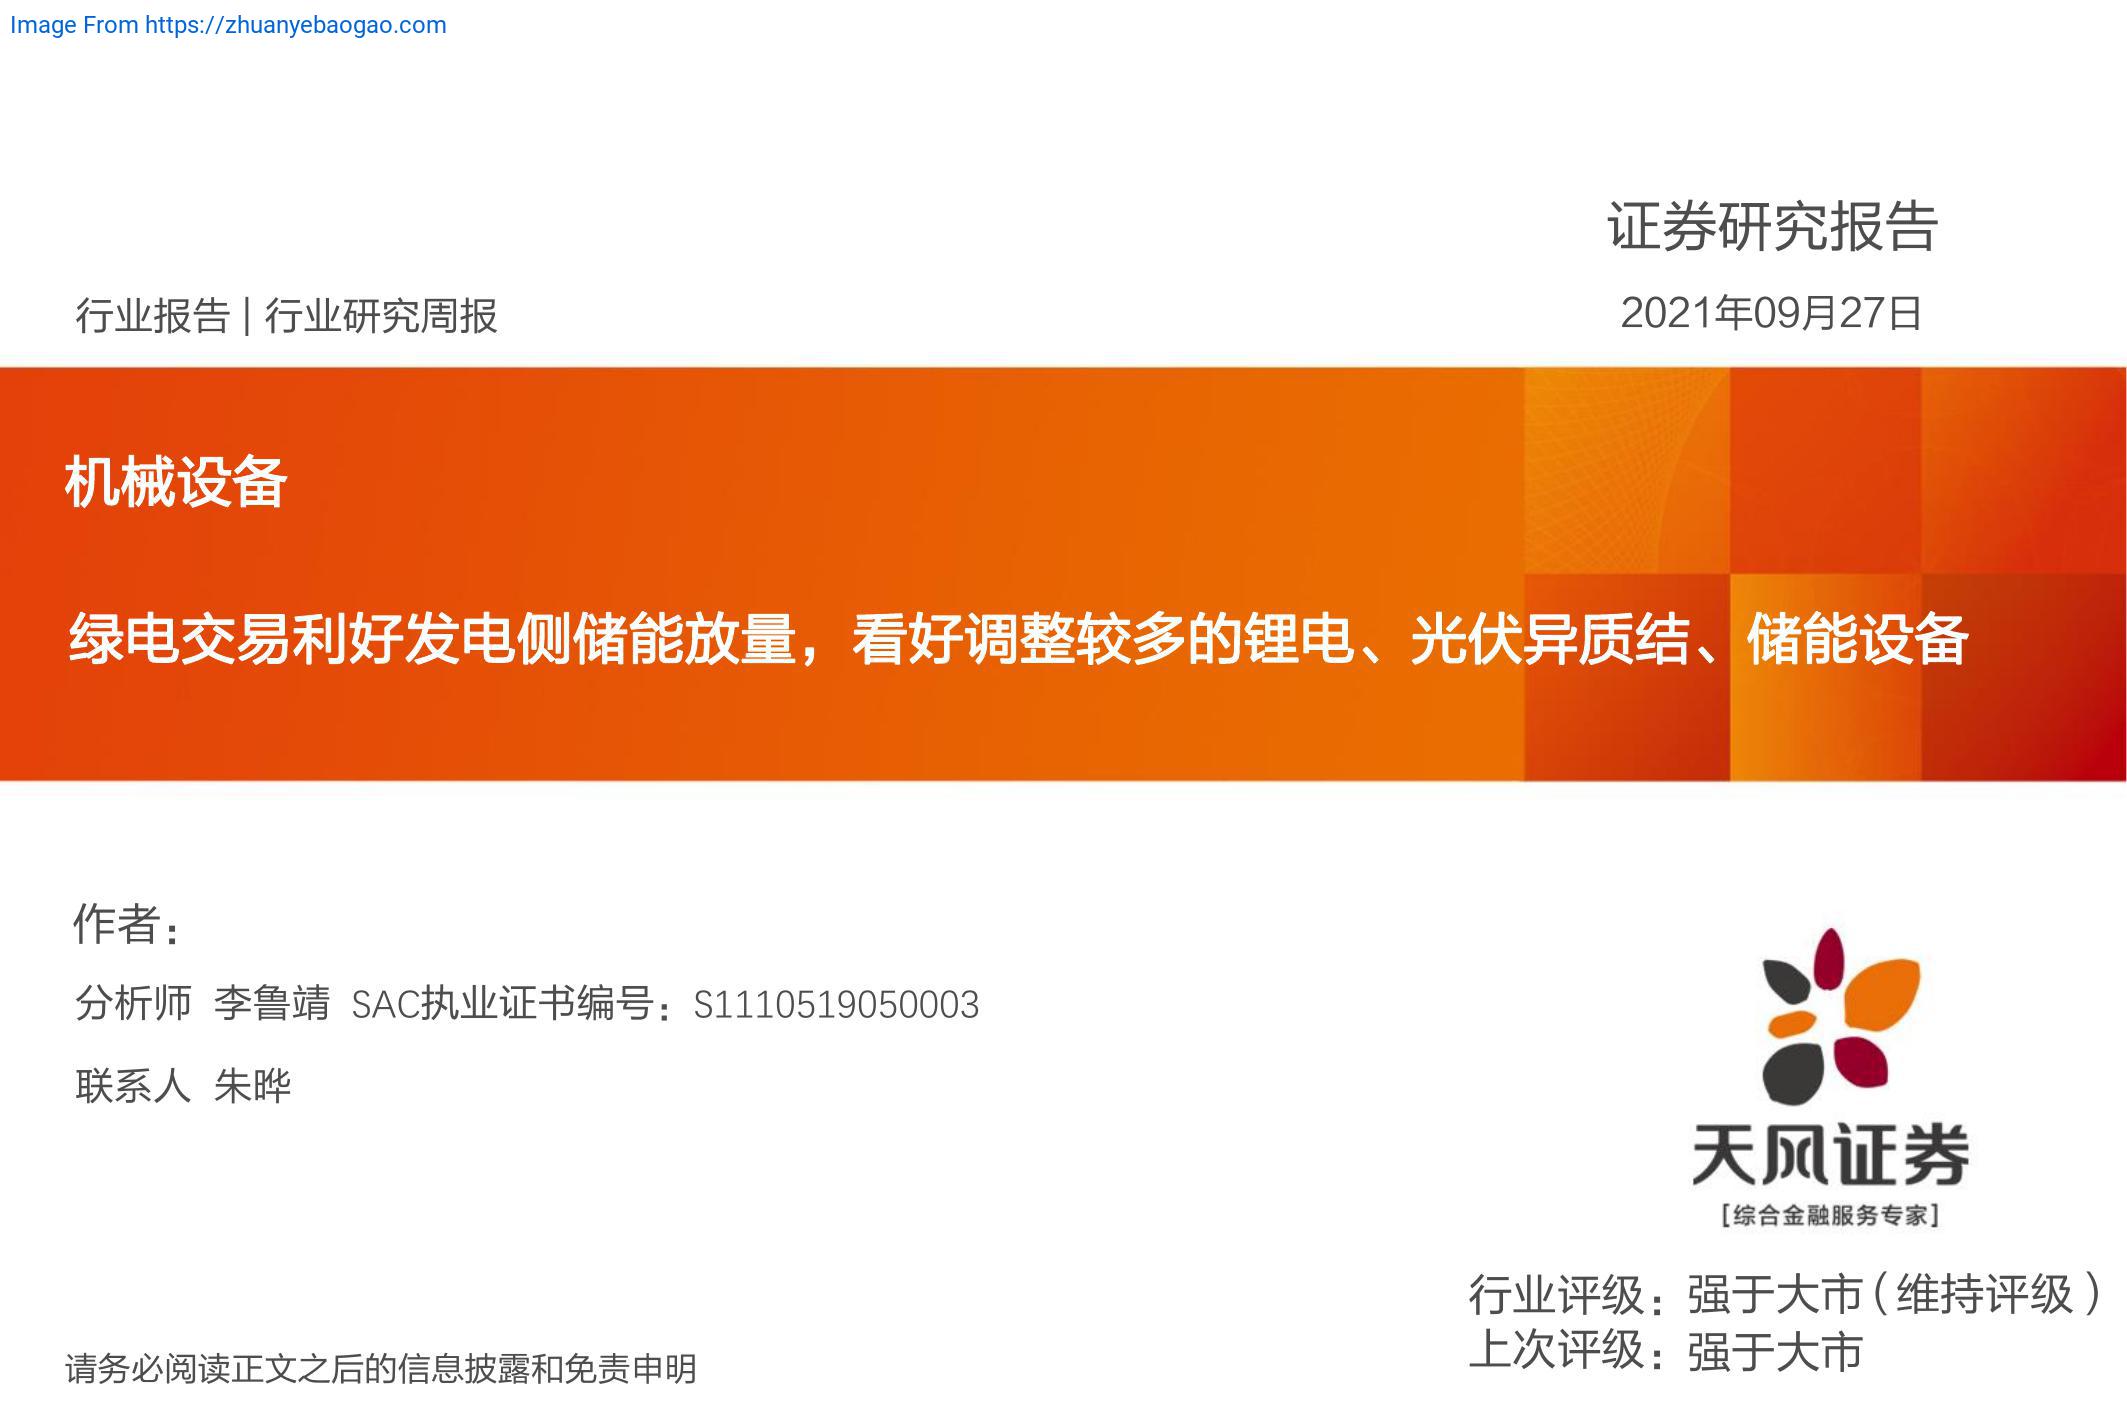 Image From https://zhuanyebaogao.com
证券研究报告
行业报告 | 行业研究周报
2021年09月27日
机械设备
绿电交易利好发电侧储能放量，看好调整较多的锂电、光伏异质结、储能设备
作者：
分析师 李鲁靖 SAC执业证书编号：S1110519050003
联系人 朱晔
天风证券
[综合金融服务专家]
行业评级：强于大市（维持评级）
上次评级：强于大市
请务必阅读正文之后的信息披露和免责申明